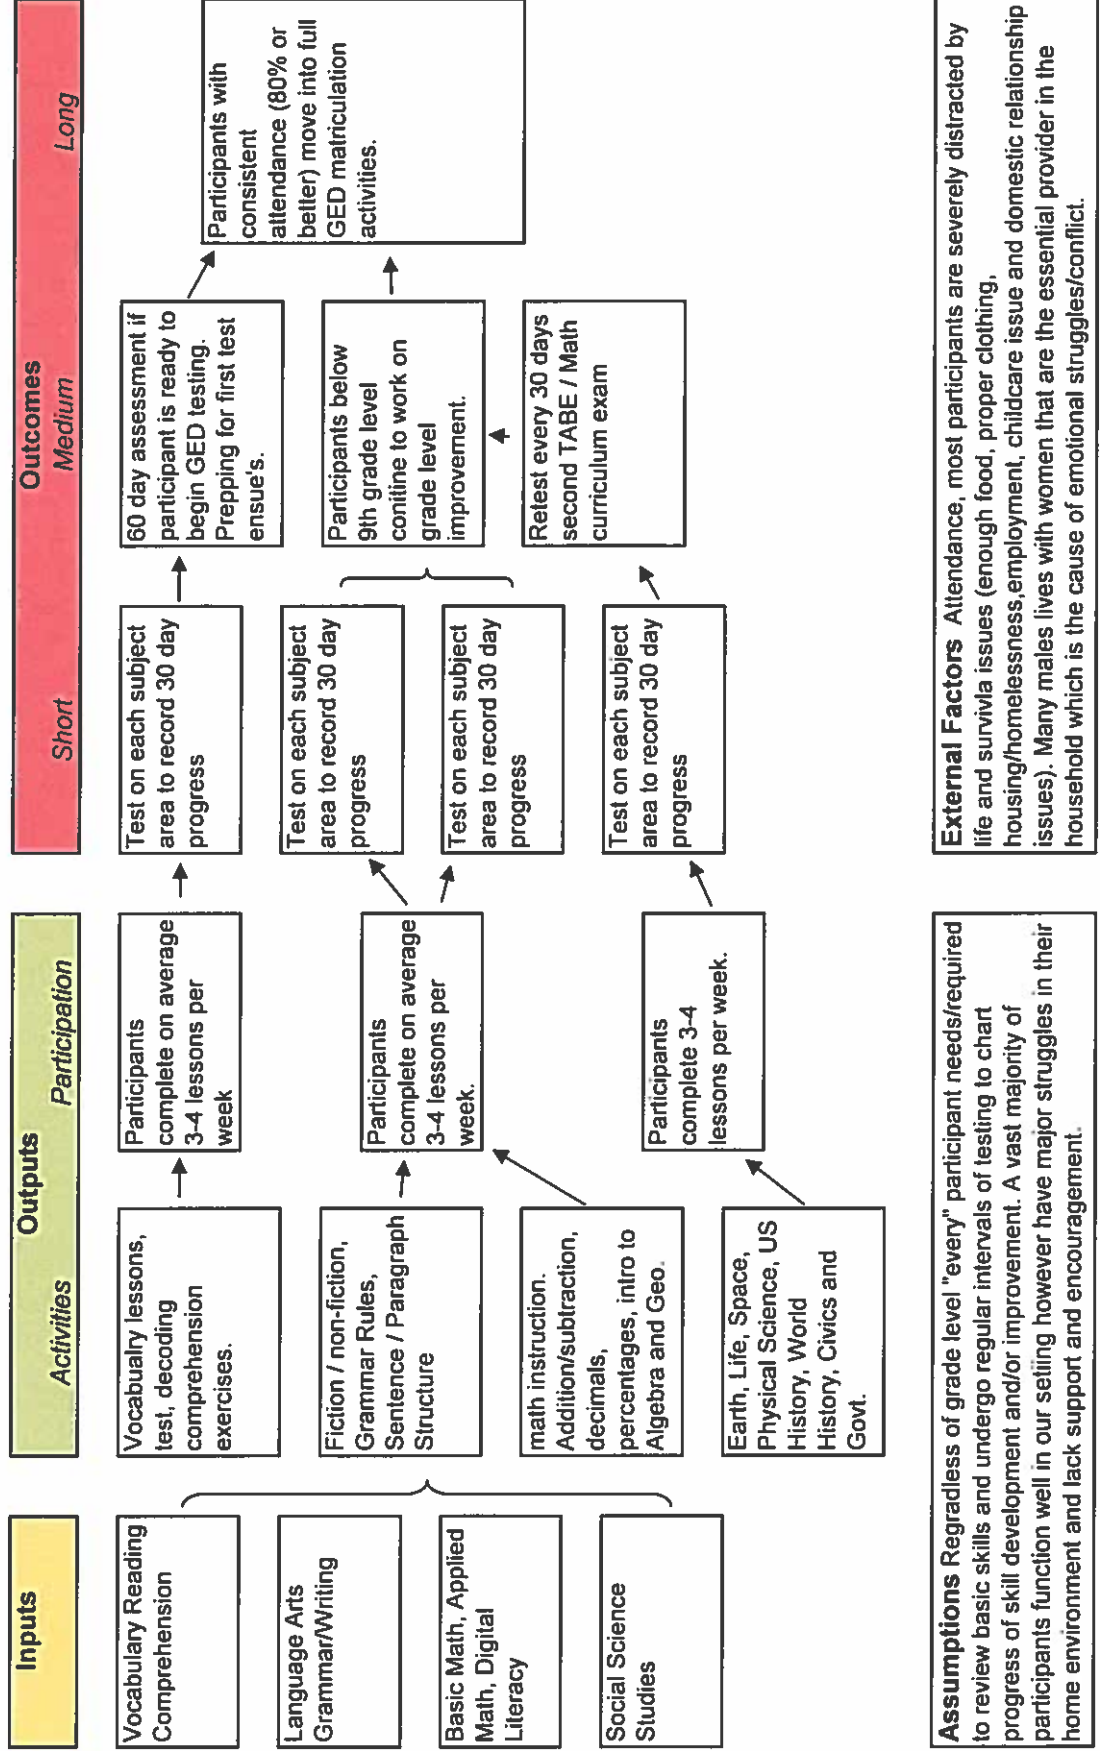 Inputs
Outputs
Outcomes
Activities
Participation
Short
Medium
Long
Vocabulary Reading
Comprehension
Language Arts
Grammar/Writing
Basic Math, Applied
Math, Digital
Literacy
Social Science
Studies
Vocabualry lessons,
test, decoding
comprehension
exercises.
Fiction / non-fiction,
Grammar Rules,
Sentence / Paragraph
Structure
math instruction.
Addition/subtraction,
decimals,
percentages, intro to
Algebra and Geo.
Earth, Life, Space,
Physical Science, US
History, World
History, Civics and
Govt.
Participants
complete on average
3-4 lessons per
week
Participants
complete on average
3-4 lessons per
week.
Participants
complete 3-4
lessons per week.
Test on each subject
area to record 30 day
progress
Test on each subject
area to record 30 day
progress
Test on each subject
area to record 30 day
progress
Test on each subject
area to record 30 day
progress
60 day assessment if
participant is ready to
begin GED testing.
Prepping for first test
ensue's.
Participants below
9th grade level
conitine to work on
grade level
improvement.
Retest every 30 days
second TABE / Math
curriculum exam
Participants with
consistent
attendance (80% or
better) move into full
GED matriculation
activities.
Assumptions Regradless of grade level "every" participant needs/required
to review basic skills and undergo regular intervals of testing to chart
progress of skill development and/or improvement. A vast majority of
participants function well in our setiing however have major struggles in their
home environment and lack support and encouragement.
External Factors Attendance, most participants are severely distracted by
life and survivla issues (enough food, proper clothing,
housing/homelessness,employment, childcare issue and domestic relationship
issues). Many males lives with women that are the essential provider in the
household which is the cause of emotional struggles/conflict.